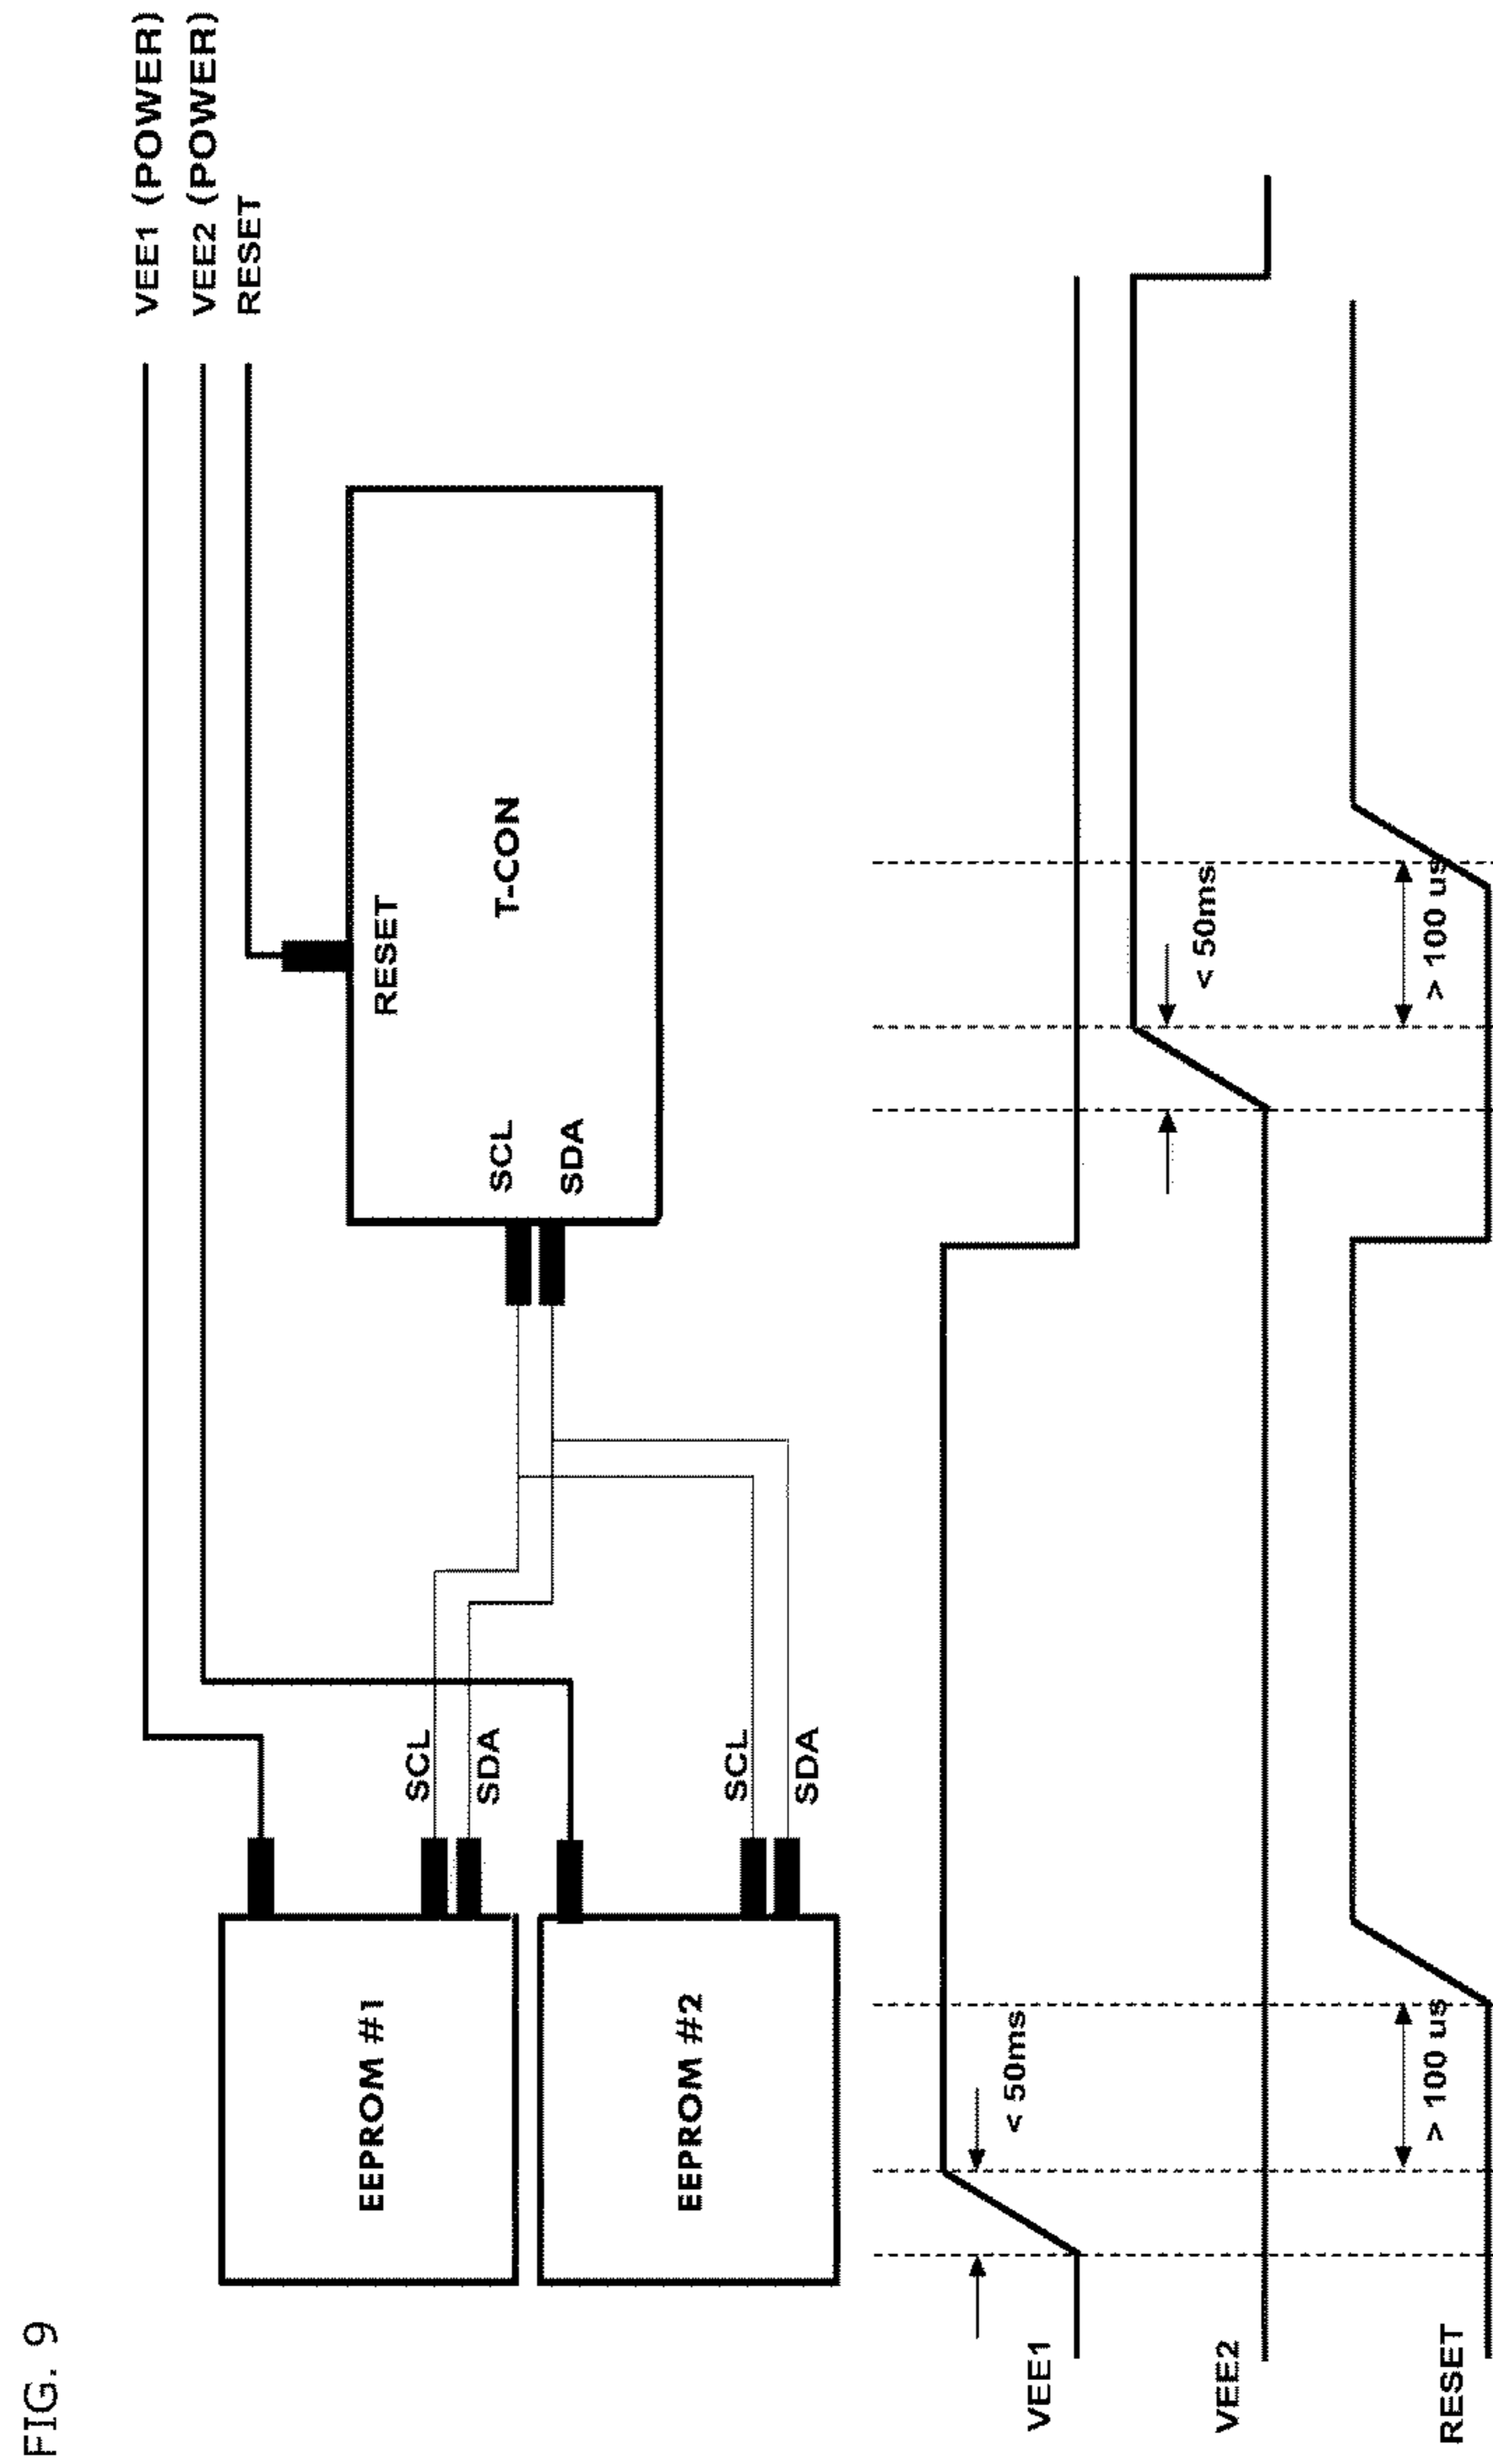 FIG. 9
VEE1 (POWER)
VEE2 (POWER)
RESET
RESET
T-CON
SCL
SDA
EEPROM #1
SCL
SDA
EEPROM #2
SCL
SDA
VEE1
< 50ms
VEE2
< 50ms
RESET
> 100 us
> 100 us